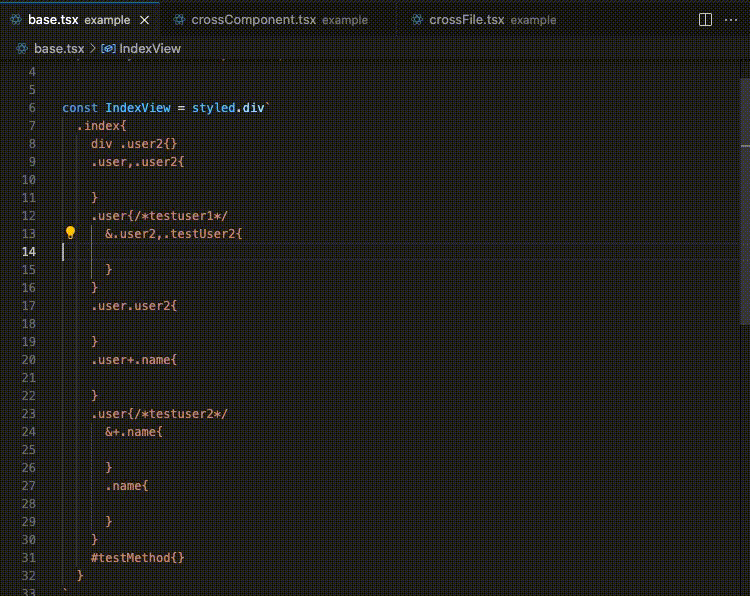 base.tsx example × crossComponent.tsx example crossFile.tsx example ...
base.tsx > IndexView
4
5
6 const IndexView = styled.div`
7 .index{
8 div .user2{}
9 .user,.user2{
10
11 }
12 .user{/*testuser1*/
13 &.user2,.testUser2{
14
15 }
16 }
17 .user.user2{
18
19 }
20 .user+.name{
21
22 }
23 .user{/*testuser2*/
24 &+.name{
25
26 }
27 .name{
28
29 }
30 }
31 #testMethod{}
32 }
33 `